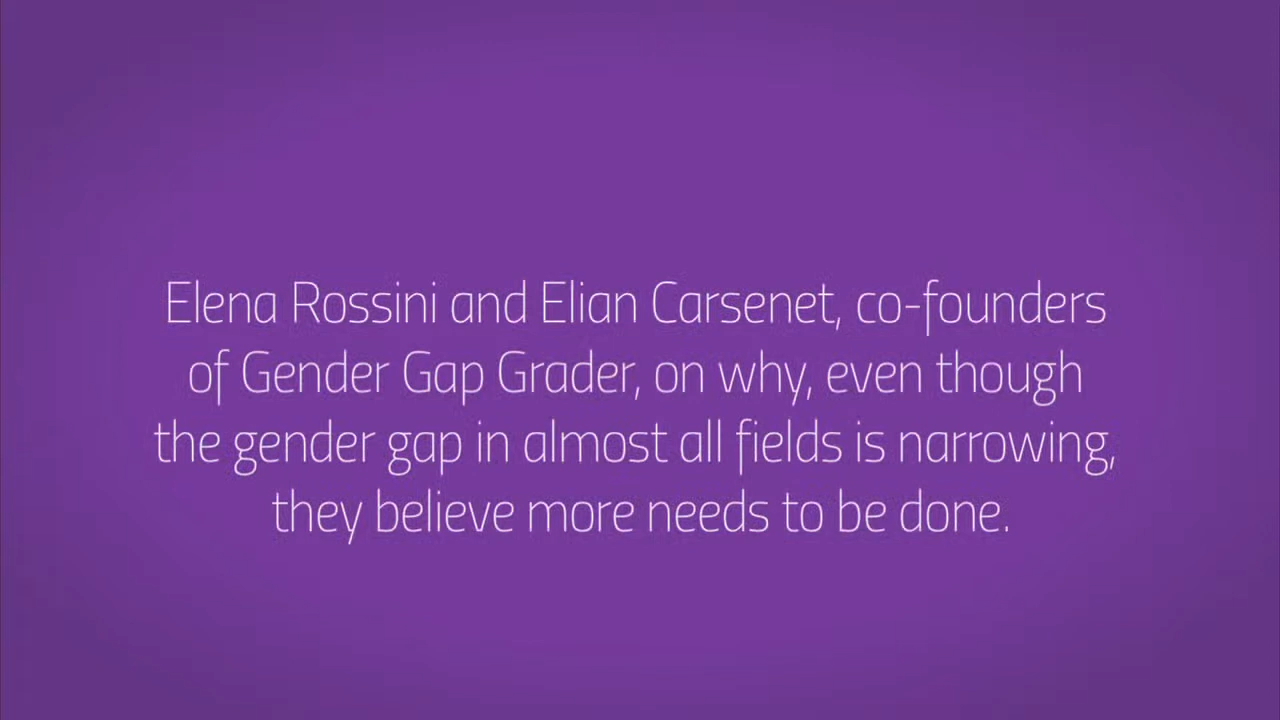 Elena Rossini and Elian Carsenet, co-founders
of Gender Gap Grader, on why, even though
the gender gap in almost all fields is narrowing,
they believe more needs to be done.